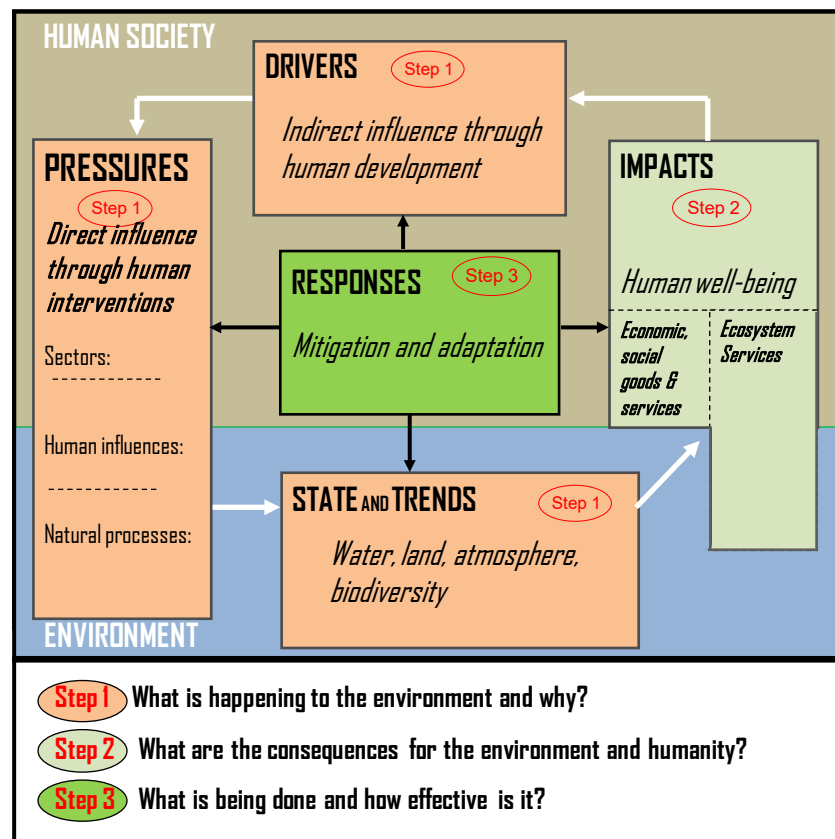 HUMAN SOCIETY
DRIVERS
Step 1
Indirect influence through
human development
PRESSURES
Step 1
Direct influence
through human
interventions
Sectors:
Human influences:
Natural processes:
IMPACTS
Step 2
Human well-being
Economic,
social
goods &
services
Ecosystem
Services
RESPONSES
Step 3
Mitigation and adaptation
STATE AND TRENDS
Step 1
Water, land, atmosphere,
biodiversity
ENVIRONMENT
Step 1 What is happening to the environment and why?
Step 2 What are the consequences for the environment and humanity?
Step 3 What is being done and how effective is it?